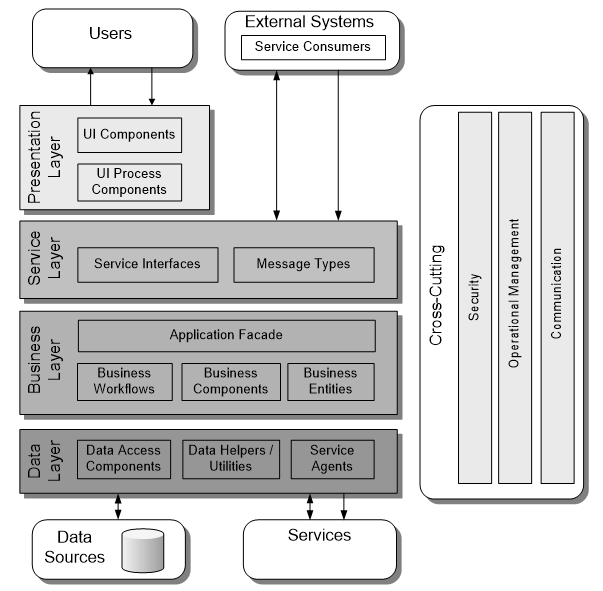 Users
External Systems
Service Consumers
Presentation
Layer
UI Components
UI Process
Components
Service
Layer
Service Interfaces
Message Types
Business
Layer
Application Facade
Business
Workflows
Business
Components
Business
Entities
Data
Layer
Data Access
Components
Data Helpers /
Utilities
Service
Agents
Data
Sources
Services
Cross-Cutting
Security
Operational Management
Communication